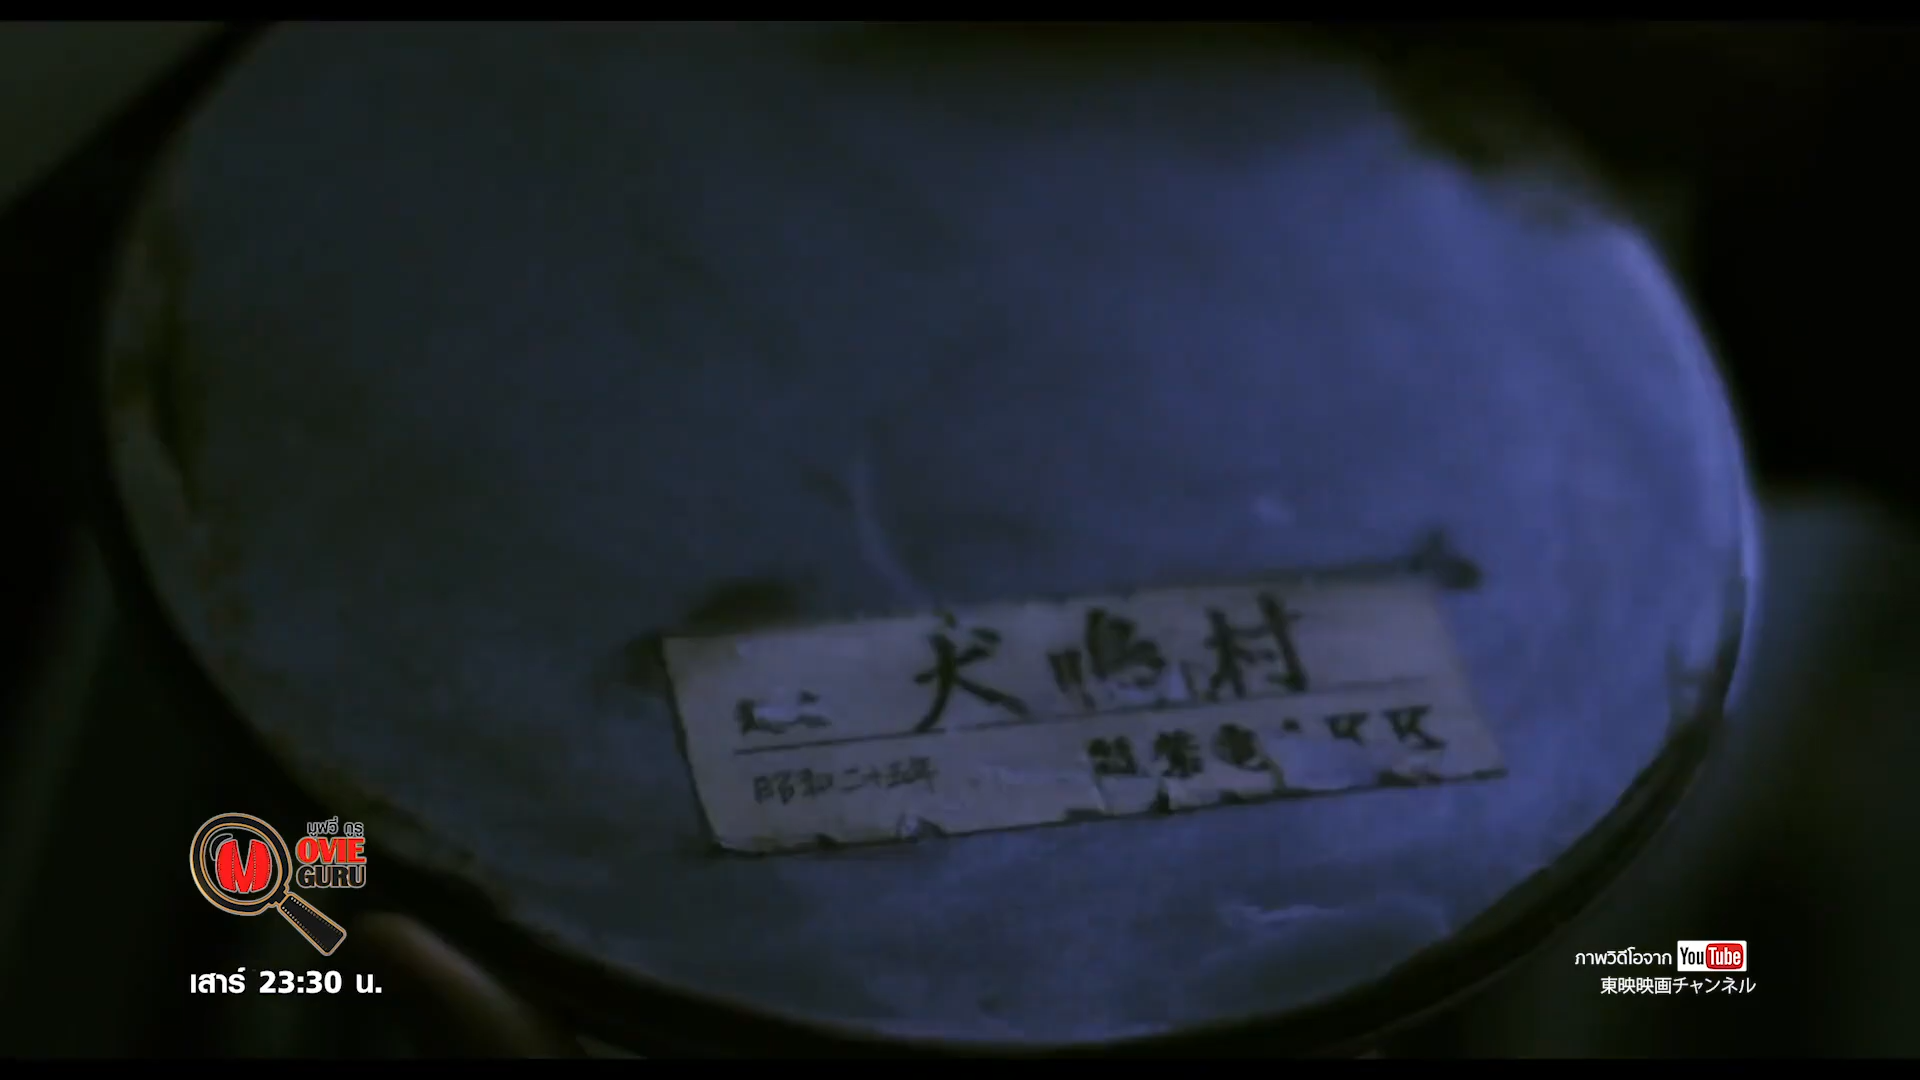 犬鳴村
昭和二十五年
มูฟวี่ กูรู
MOVIE
GURU
เสาร์ 23:30 น.
ภาพวิดีโอจาก YouTube
東映映画チャンネル